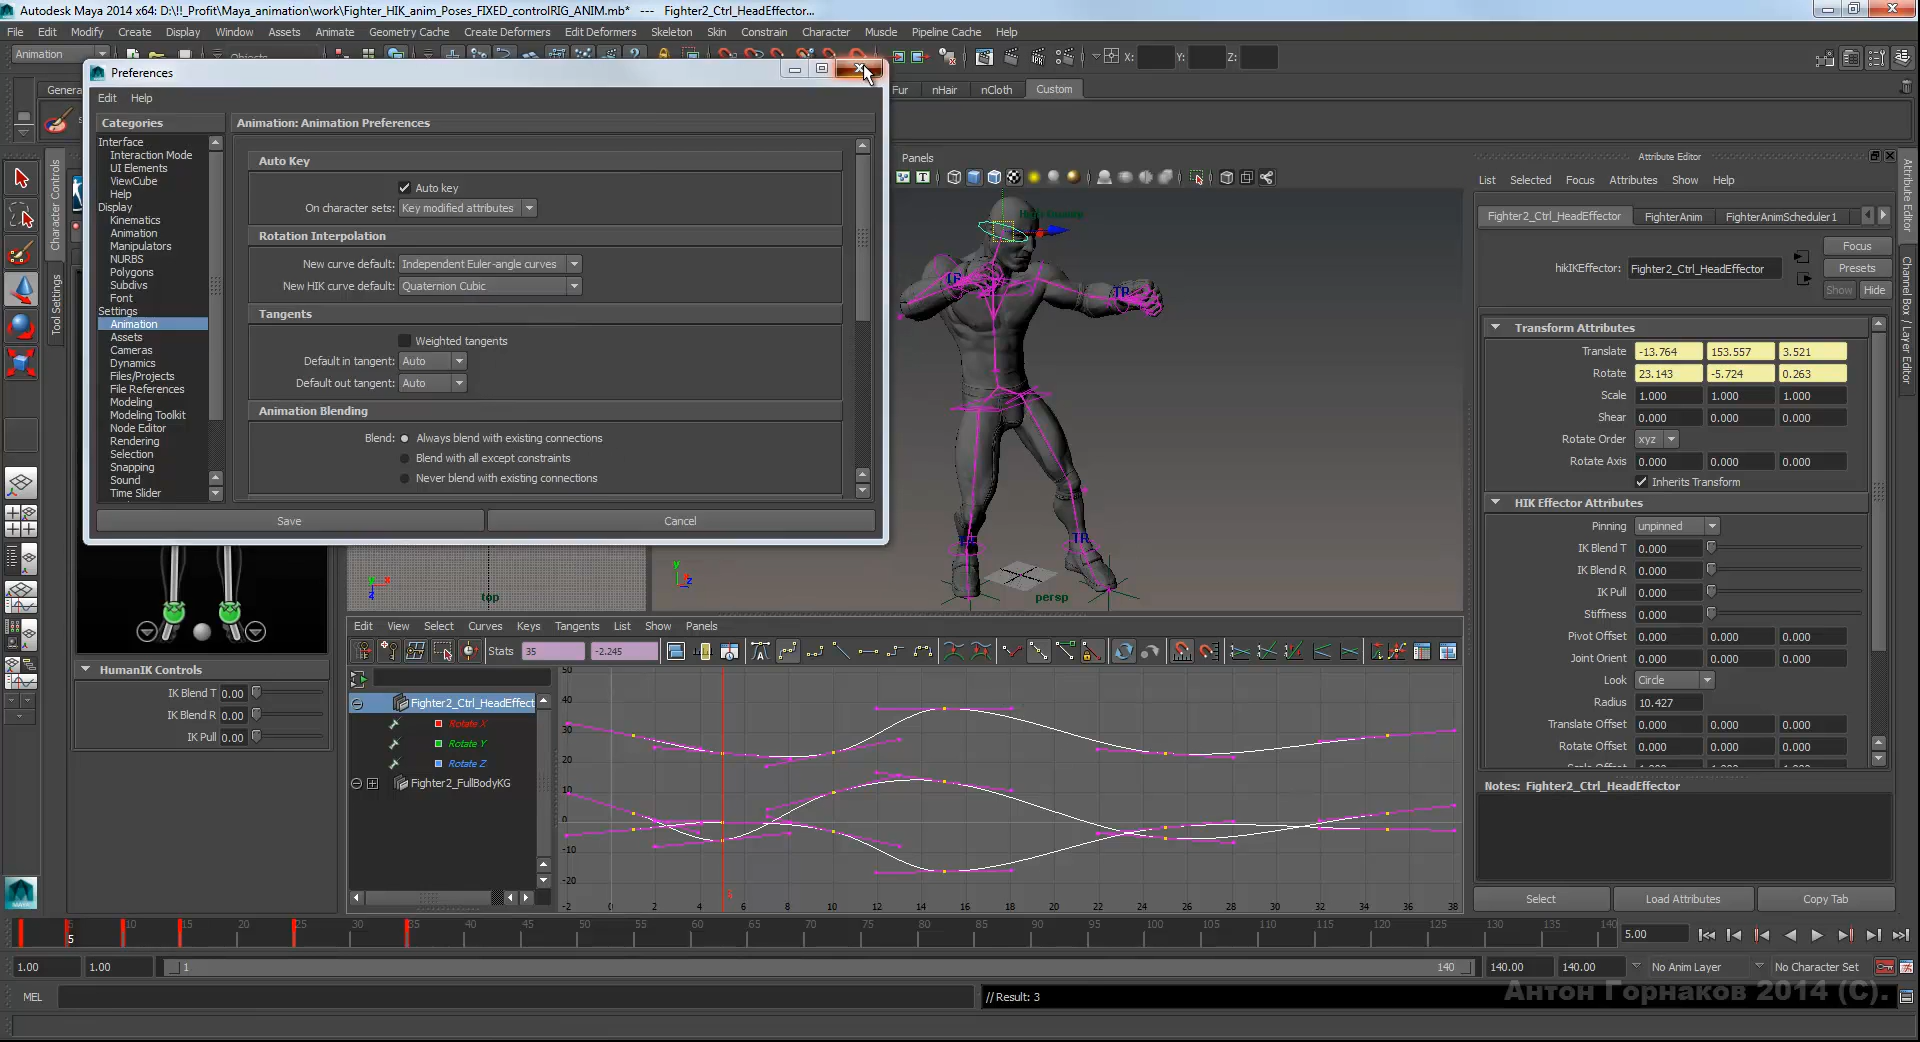 Autodesk Maya 2014 x64: D:\!!_Profit\Maya_animation\work\Fighter_HIK_anim_Poses_FIXED_controlRIG_ANIM.mb* --- Fighter2_Ctrl_HeadEffector...
File Edit Modify Create Display Window Assets Animate Geometry Cache Create Deformers Edit Deformers Skeleton Skin Constrain Character Muscle Pipeline Cache Help
Animation
X: Y: Z:
Preferences
Genera
Fur nHair nCloth Custom
Edit Help
Categories
Animation: Animation Preferences
Interface
Interaction Mode
UI Elements
ViewCube
Help
Display
Kinematics
Animation
Manipulators
NURBS
Polygons
Subdivs
Font
Settings
Animation
Assets
Cameras
Dynamics
Files/Projects
File References
Modeling
Modeling Toolkit
Node Editor
Rendering
Selection
Snapping
Sound
Time Slider
Auto Key
Auto key
On character sets: Key modified attributes
Rotation Interpolation
New curve default: Independent Euler-angle curves
New HIK curve default: Quaternion Cubic
Tangents
Weighted tangents
Default in tangent: Auto
Default out tangent: Auto
Animation Blending
Blend: Always blend with existing connections
Blend with all except constraints
Never blend with existing connections
Save Cancel
Character Controls
Tool Settings
Panels
TR
TR
persp
top
Attribute Editor
List Selected Focus Attributes Show Help
Fighter2_Ctrl_HeadEffector FighterAnim FighterAnimScheduler1
hikIKEffector: Fighter2_Ctrl_HeadEffector
Focus
Presets
Show Hide
Transform Attributes
Translate -13.764 153.557 3.521
Rotate 23.143 -5.724 0.263
Scale 1.000 1.000 1.000
Shear 0.000 0.000 0.000
Rotate Order xyz
Rotate Axis 0.000 0.000 0.000
Inherits Transform
HIK Effector Attributes
Pinning unpinned
IK Blend T 0.000
IK Blend R 0.000
IK Pull 0.000
Stiffness 0.000
Pivot Offset 0.000 0.000 0.000
Joint Orient 0.000 0.000 0.000
Look Circle
Radius 10.427
Translate Offset 0.000 0.000 0.000
Rotate Offset 0.000 0.000 0.000
Notes: Fighter2_Ctrl_HeadEffector
Select Load Attributes Copy Tab
Attribute Editor
Channel Box / Layer Editor
HumanIK Controls
IK Blend T 0.00
IK Blend R 0.00
IK Pull 0.00
Edit View Select Curves Keys Tangents List Show Panels
Stats 35 -2.245
Fighter2_Ctrl_HeadEffect
Rotate X
Rotate Y
Rotate Z
Fighter2_FullBodyKG
50
40
30
20
10
0
-10
-20
-2 0 2 4 6 8 10 12 14 16 18 20 22 24 26 28 30 32 34 36 38
5 10 15 20 25 30 35 40 45 50 55 60 65 70 75 80 85 90 95 100 105 110 115 120 125 130 135 140
5
5.00
1.00 1.00 1 140 140.00 140.00 No Anim Layer No Character Set
MEL // Result: 3
Антон Горнаков 2014 (С).